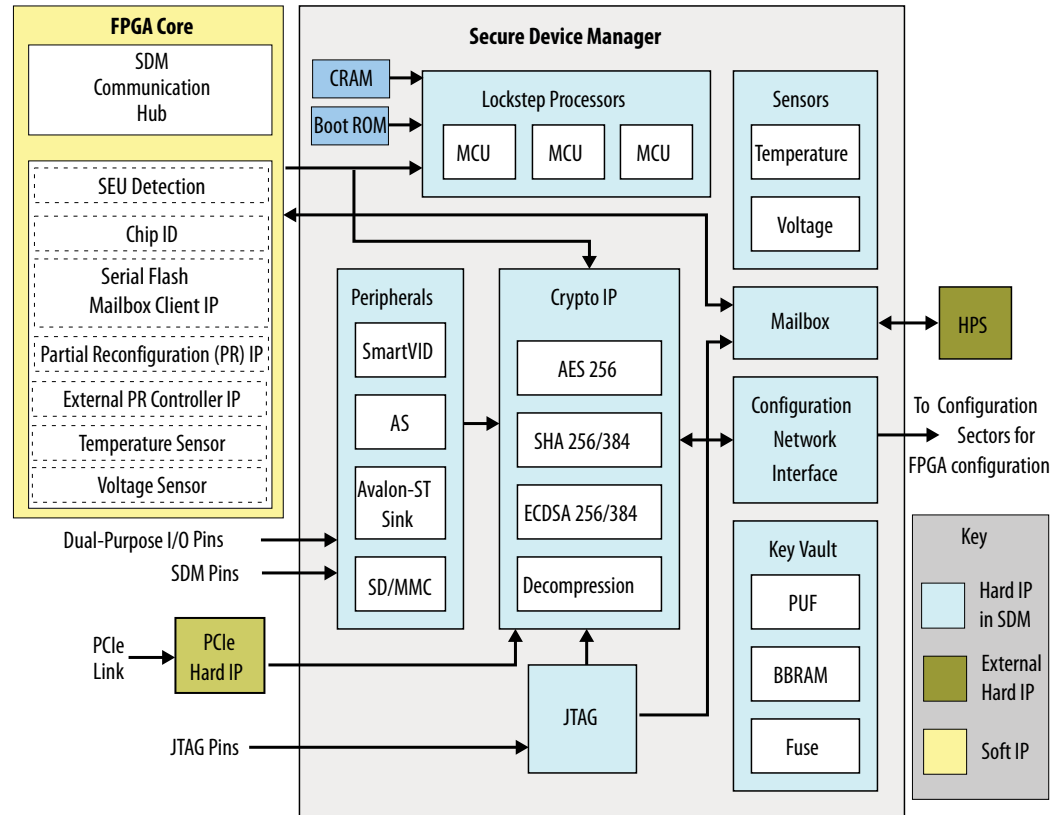 FPGA Core
SDM
Communication
Hub
SEU Detection
Chip ID
Serial Flash
Mailbox Client IP
Partial Reconfiguration (PR) IP
External PR Controller IP
Temperature Sensor
Voltage Sensor
Secure Device Manager
CRAM
Boot ROM
Lockstep Processors
MCU
MCU
MCU
Sensors
Temperature
Voltage
Peripherals
SmartVID
AS
Avalon-ST
Sink
SD/MMC
Crypto IP
AES 256
SHA 256/384
ECDSA 256/384
Decompression
Mailbox
HPS
Configuration
Network
Interface
To Configuration
Sectors for
FPGA configuration
Key Vault
PUF
BBRAM
Fuse
Dual-Purpose I/O Pins
SDM Pins
PCIe
Link
PCIe
Hard IP
JTAG Pins
JTAG
Key
Hard IP
in SDM
External
Hard IP
Soft IP